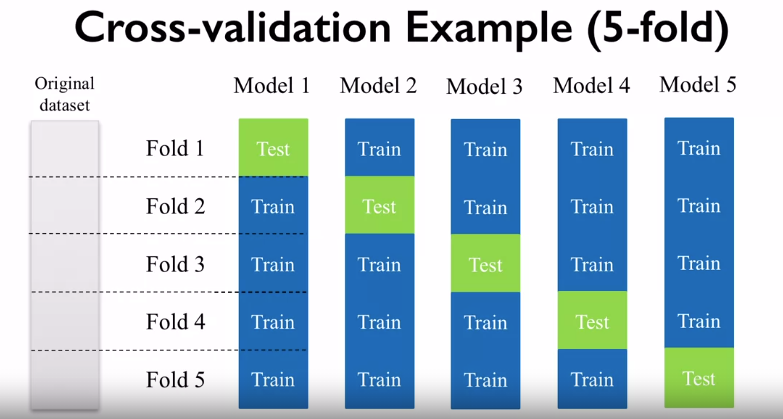 Cross-validation Example (5-fold)
Original
dataset
Model 1 Model 2 Model 3 Model 4 Model 5
Fold 1 Test Train Train Train Train
Fold 2 Train Test Train Train Train
Fold 3 Train Train Test Train Train
Fold 4 Train Train Train Test Train
Fold 5 Train Train Train Train Test